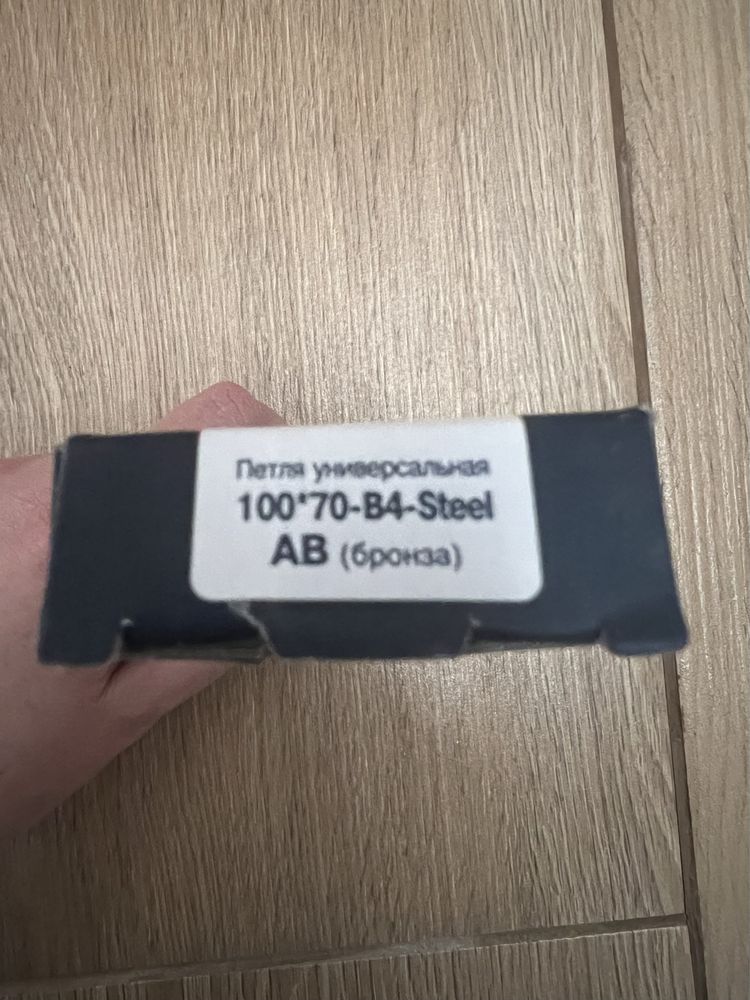 Петля универсальная
100*70-B4-Steel
AB (бронза)